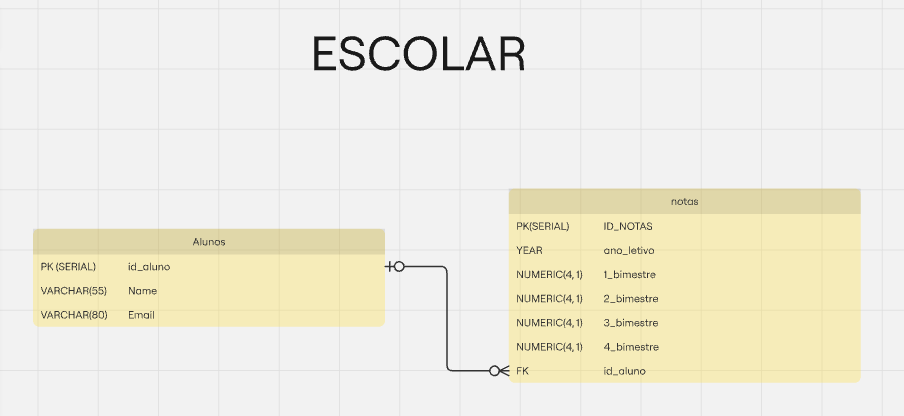 ESCOLAR
Alunos
PK (SERIAL) id_aluno
VARCHAR(55) Name
VARCHAR(80) Email
notas
PK(SERIAL) ID_NOTAS
YEAR ano_letivo
NUMERIC(4, 1) 1_bimestre
NUMERIC(4, 1) 2_bimestre
NUMERIC(4, 1) 3_bimestre
NUMERIC(4, 1) 4_bimestre
FK id_aluno